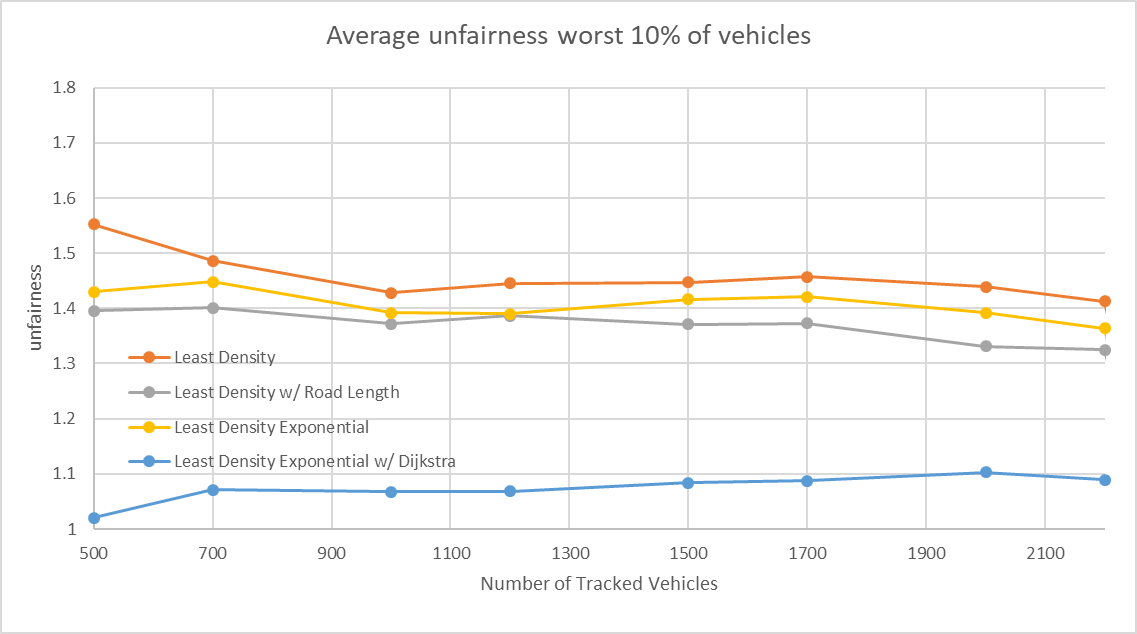 Average unfairness worst 10% of vehicles
1.8
1.7
1.6
1.5
1.4
1.3
1.2
1.1
1
unfairness
Least Density
Least Density w/ Road Length
Least Density Exponential
Least Density Exponential w/ Dijkstra
500 700 900 1100 1300 1500 1700 1900 2100
Number of Tracked Vehicles